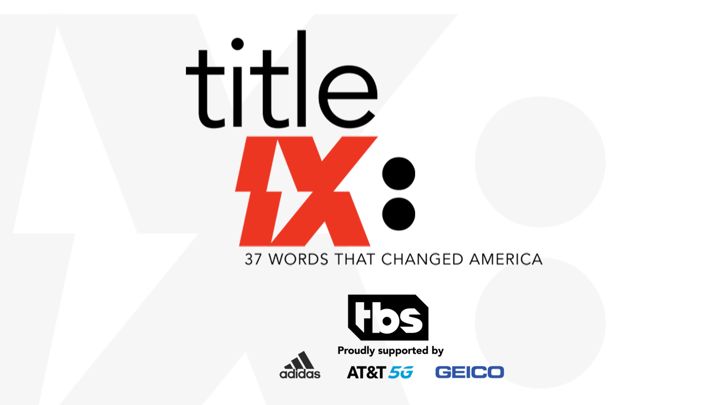 title
IX:
37 WORDS THAT CHANGED AMERICA
tbs
Proudly supported by
adidas AT&T 5G GEICO